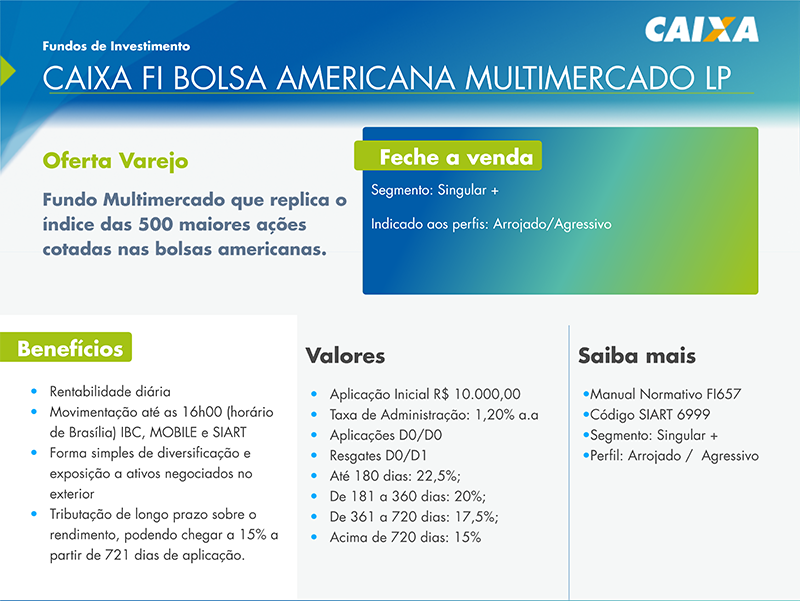 CAIXA
Fundos de Investimento
CAIXA FI BOLSA AMERICANA MULTIMERCADO LP
Oferta Varejo
Fundo Multimercado que replica o
índice das 500 maiores ações
cotadas nas bolsas americanas.
Feche a venda
Segmento: Singular +
Indicado aos perfis: Arrojado/Agressivo
Benefícios
• Rentabilidade diária
• Movimentação até as 16h00 (horário
de Brasília) IBC, MOBILE e SIART
• Forma simples de diversificação e
exposição a ativos negociados no
exterior
• Tributação de longo prazo sobre o
rendimento, podendo chegar a 15% a
partir de 721 dias de aplicação.
Valores
• Aplicação Inicial R$ 10.000,00
• Taxa de Administração: 1,20% a.a
• Aplicações D0/D0
• Resgates D0/D1
• Até 180 dias: 22,5%;
• De 181 a 360 dias: 20%;
• De 361 a 720 dias: 17,5%;
• Acima de 720 dias: 15%
Saiba mais
•Manual Normativo FI657
•Código SIART 6999
•Segmento: Singular +
•Perfil: Arrojado / Agressivo